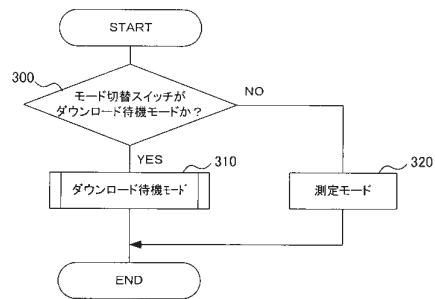 START
300
モード切替スイッチが
ダウンロード待機モードか?
NO
YES
310
ダウンロード待機モード
320
測定モード
END